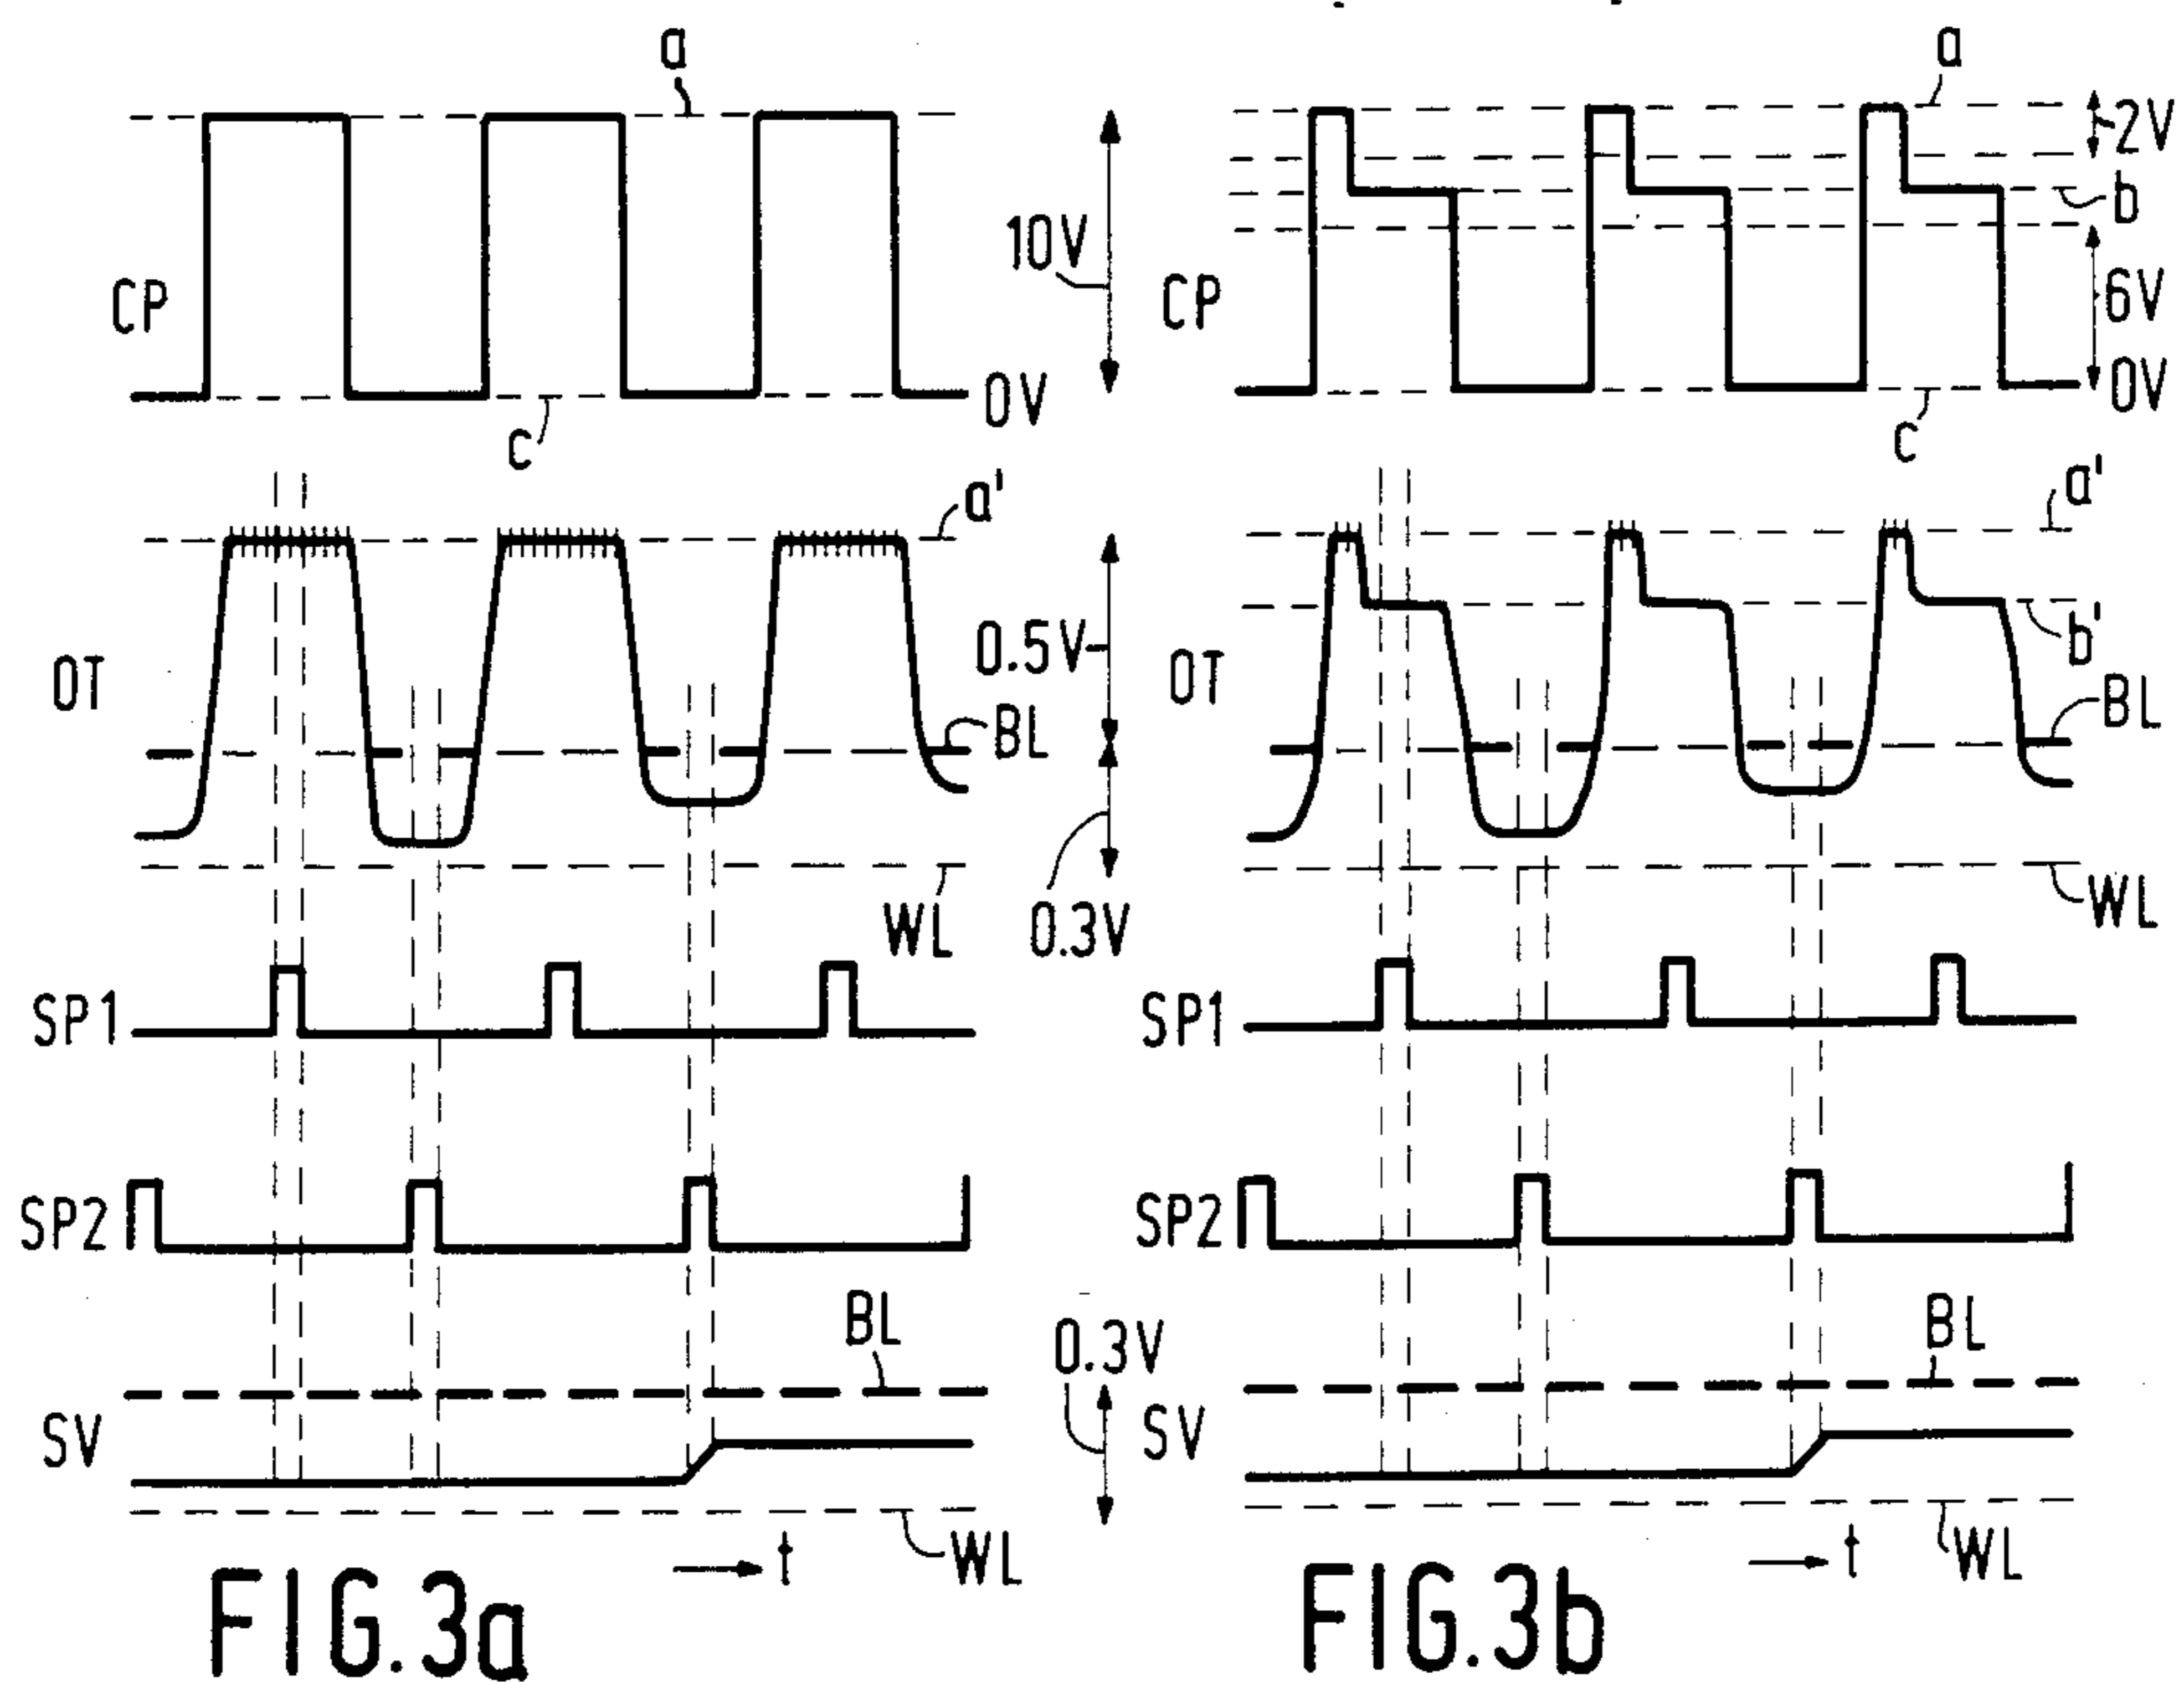 a
10V
CP
0V
c
a'
0.5V
OT
BL
WL
0.3V
SP1
SP2
BL
0.3V
SV
WL
t
FIG.3a
a
2V
b
CP
6V
0V
c
a'
b'
OT
BL
WL
SP1
SP2
BL
SV
WL
t
FIG.3b